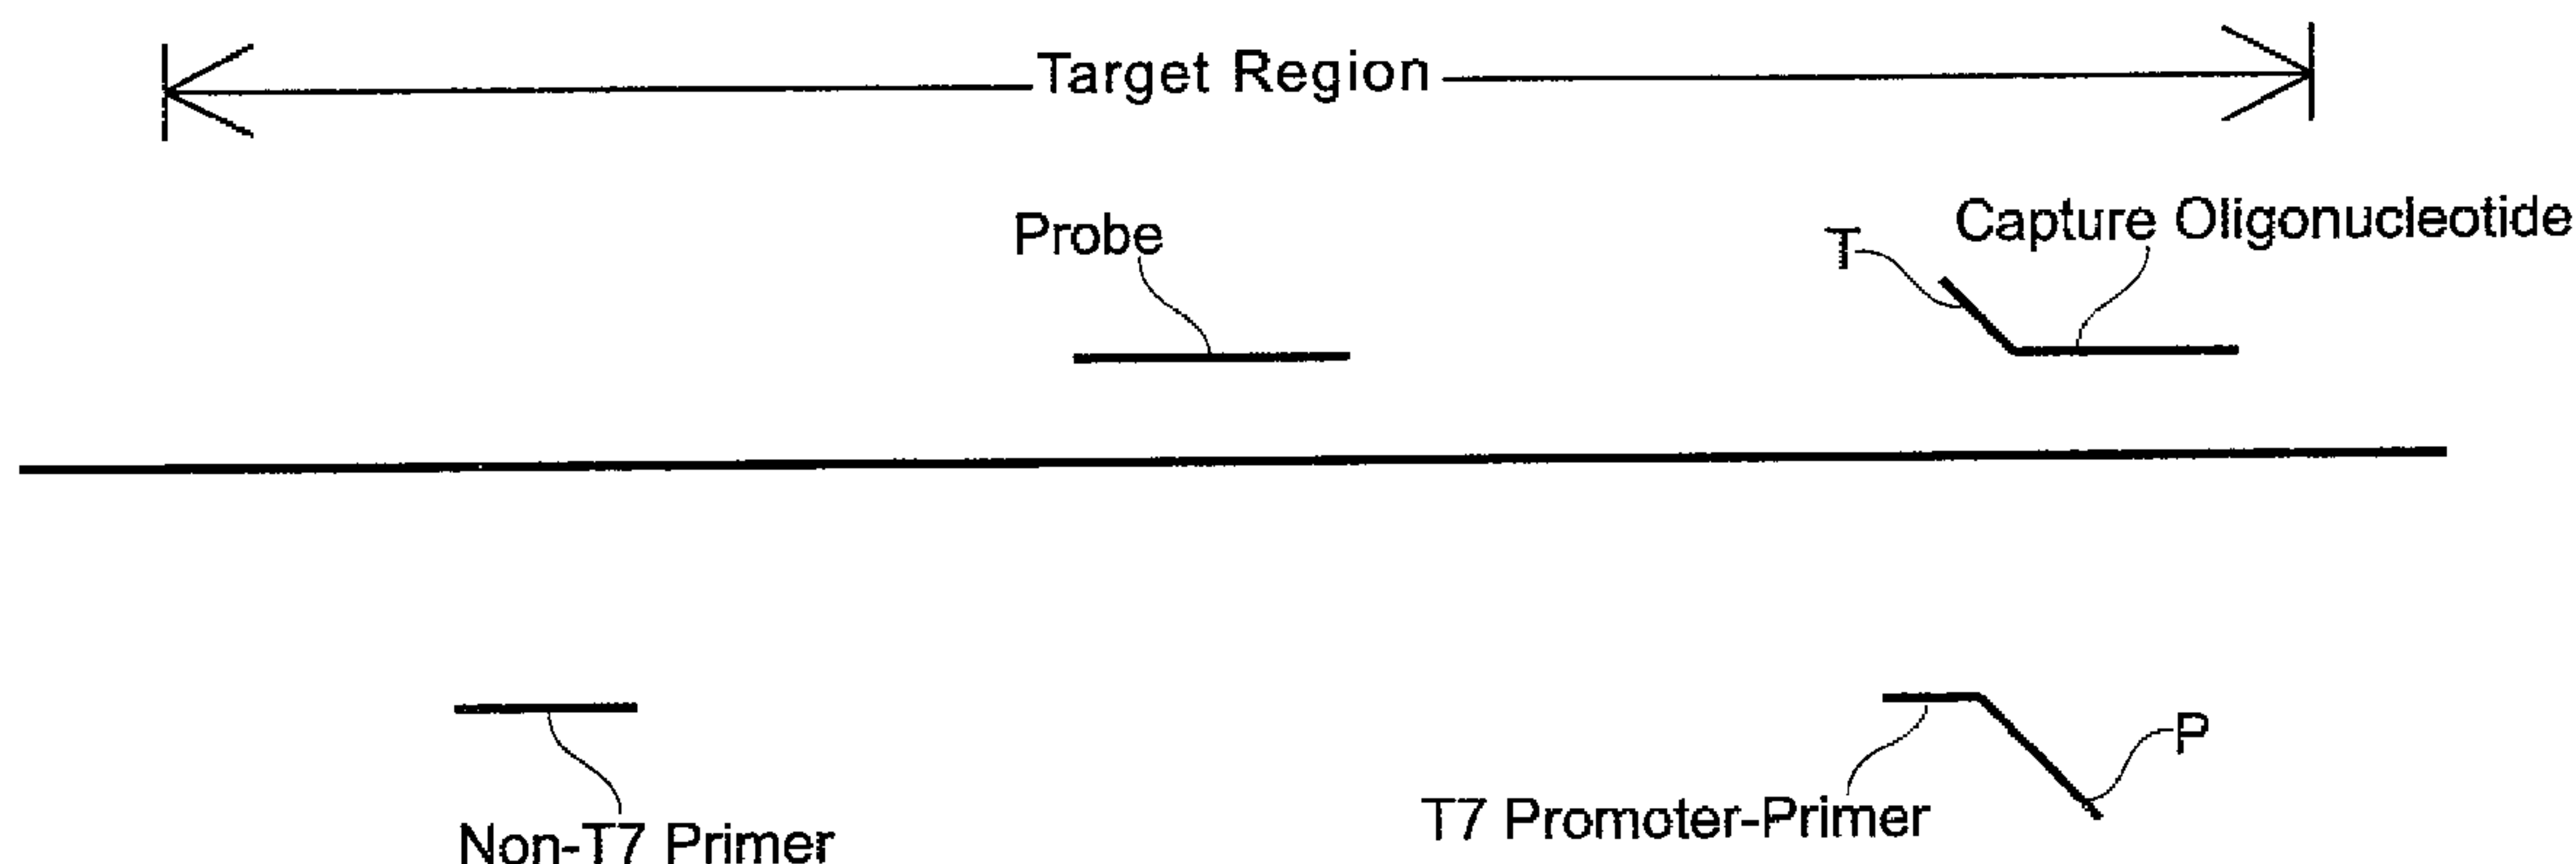 Target Region
Probe
T
Capture Oligonucleotide
Non-T7 Primer
T7 Promoter-Primer
P